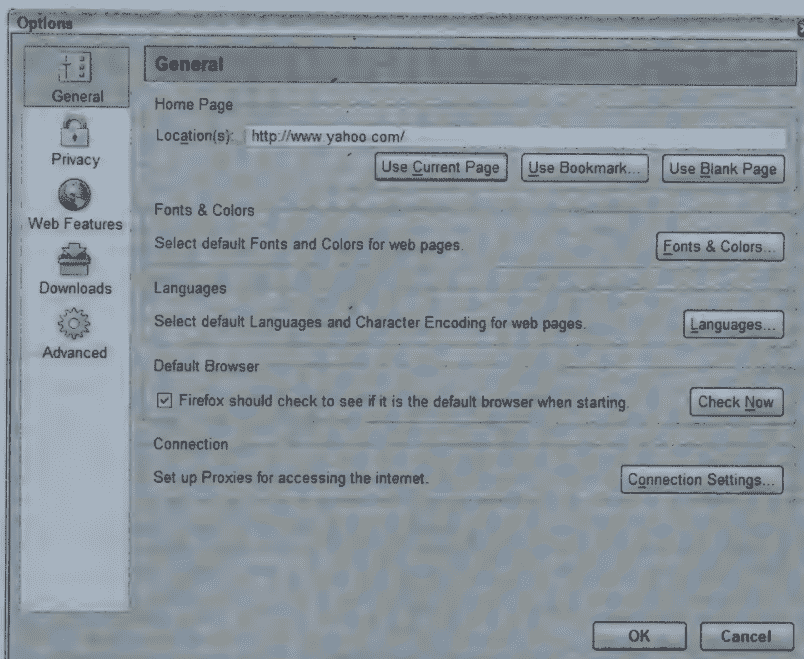 Options
General
Privacy
Web Features
Downloads
Advanced
General
Home Page
Location(s): http://www yahoo com/
Use Current Page
Use Bookmark...
Use Blank Page
Fonts & Colors
Select default Fonts and Colors for web pages.
Fonts & Colors...
Languages
Select default Languages and Character Encoding for web pages.
Languages...
Default Browser
Firefox should check to see if it is the default browser when starting.
Check Now
Connection
Set up Proxies for accessing the internet.
Connection Settings...
OK
Cancel